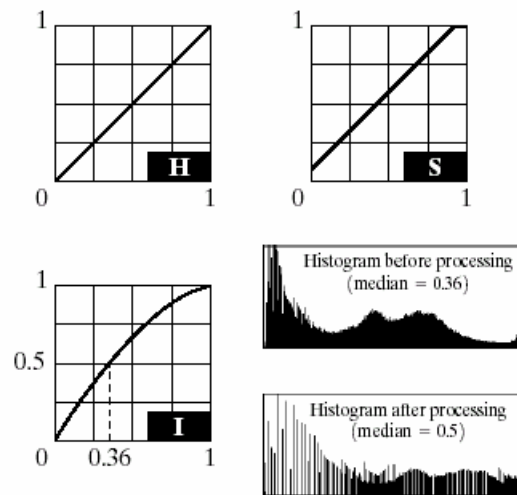 1
H
0
1
1
S
0
1
1
0.5
I
0
0.36
1
Histogram before processing
(median = 0.36)
Histogram after processing
(median = 0.5)